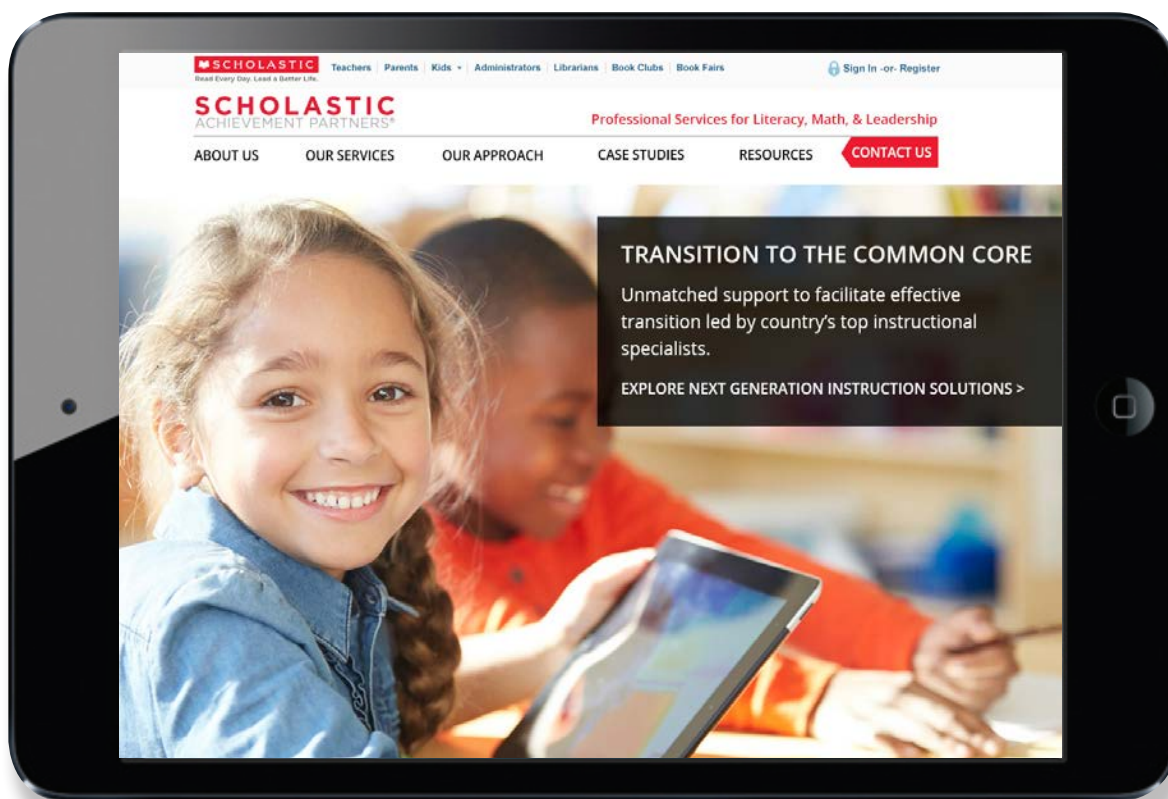 SCHOLASTIC
Read Every Day. Lead a Better Life.
Teachers Parents Kids Administrators Librarians Book Clubs Book Fairs
Sign In -or- Register
SCHOLASTIC
ACHIEVEMENT PARTNERS®
Professional Services for Literacy, Math, & Leadership
ABOUT US OUR SERVICES OUR APPROACH CASE STUDIES RESOURCES CONTACT US
TRANSITION TO THE COMMON CORE
Unmatched support to facilitate effective
transition led by country's top instructional
specialists.
EXPLORE NEXT GENERATION INSTRUCTION SOLUTIONS >